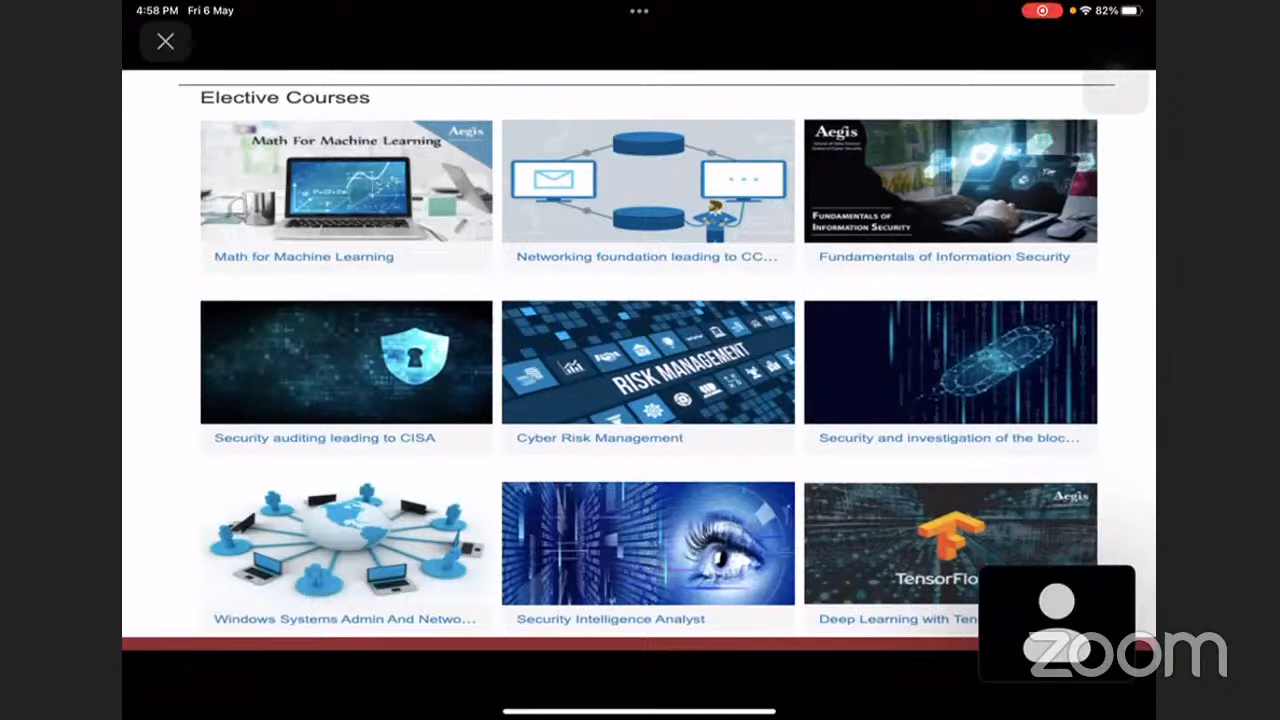 4:58 PM Fri 6 May
82%
Elective Courses
Math For Machine Learning
Aegis
Aegis
FUNDAMENTALS OF
INFORMATION SECURITY
Math for Machine Learning
Networking foundation leading to CC...
Fundamentals of Information Security
RISK MANAGEMENT
Security auditing leading to CISA
Cyber Risk Management
Security and investigation of the bloc...
Aegis
TensorFlo
Windows Systems Admin And Netwo...
Security Intelligence Analyst
Deep Learning with Ten
zoom